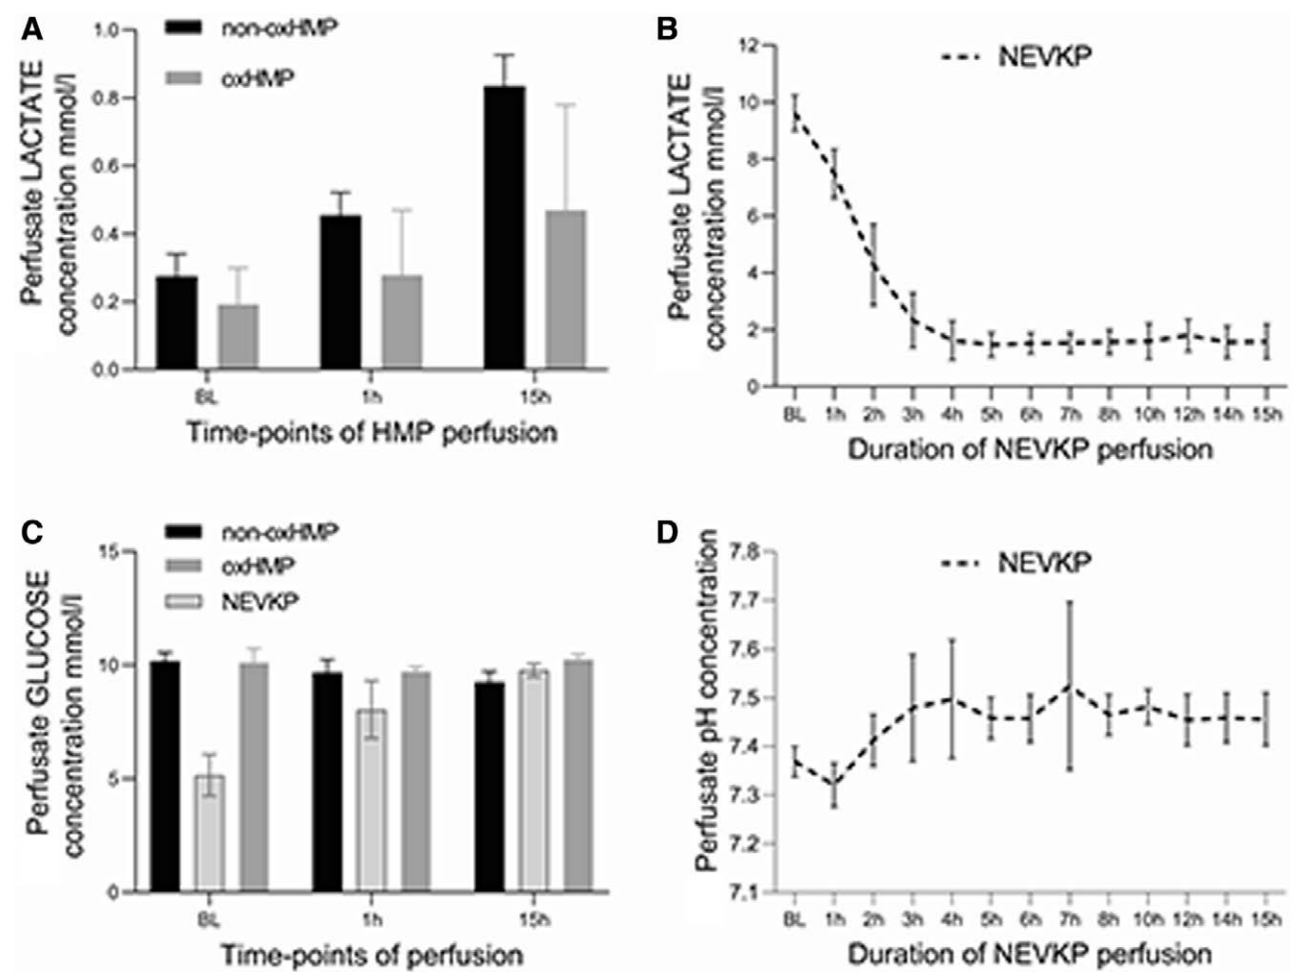 A
Perfusate LACTATE
concentration mmol/l
non-oxHMP
oxHMP
1.0
0.8
0.6
0.4
0.2
0.0
BL 1h 15h
Time-points of HMP perfusion
B
Perfusate LACTATE
concentration mmol/l
NEVKP
12
10
8
6
4
2
0
BL 1h 2h 3h 4h 5h 6h 7h 8h 10h 12h 14h 15h
Duration of NEVKP perfusion
C
Perfusate GLUCOSE
concentration mmol/l
non-oxHMP
oxHMP
NEVKP
15
10
5
0
BL 1h 15h
Time-points of perfusion
D
Perfusate pH concentration
NEVKP
7.8
7.7
7.6
7.5
7.4
7.3
7.2
7.1
BL 1h 2h 3h 4h 5h 6h 7h 8h 10h 12h 14h 15h
Duration of NEVKP perfusion